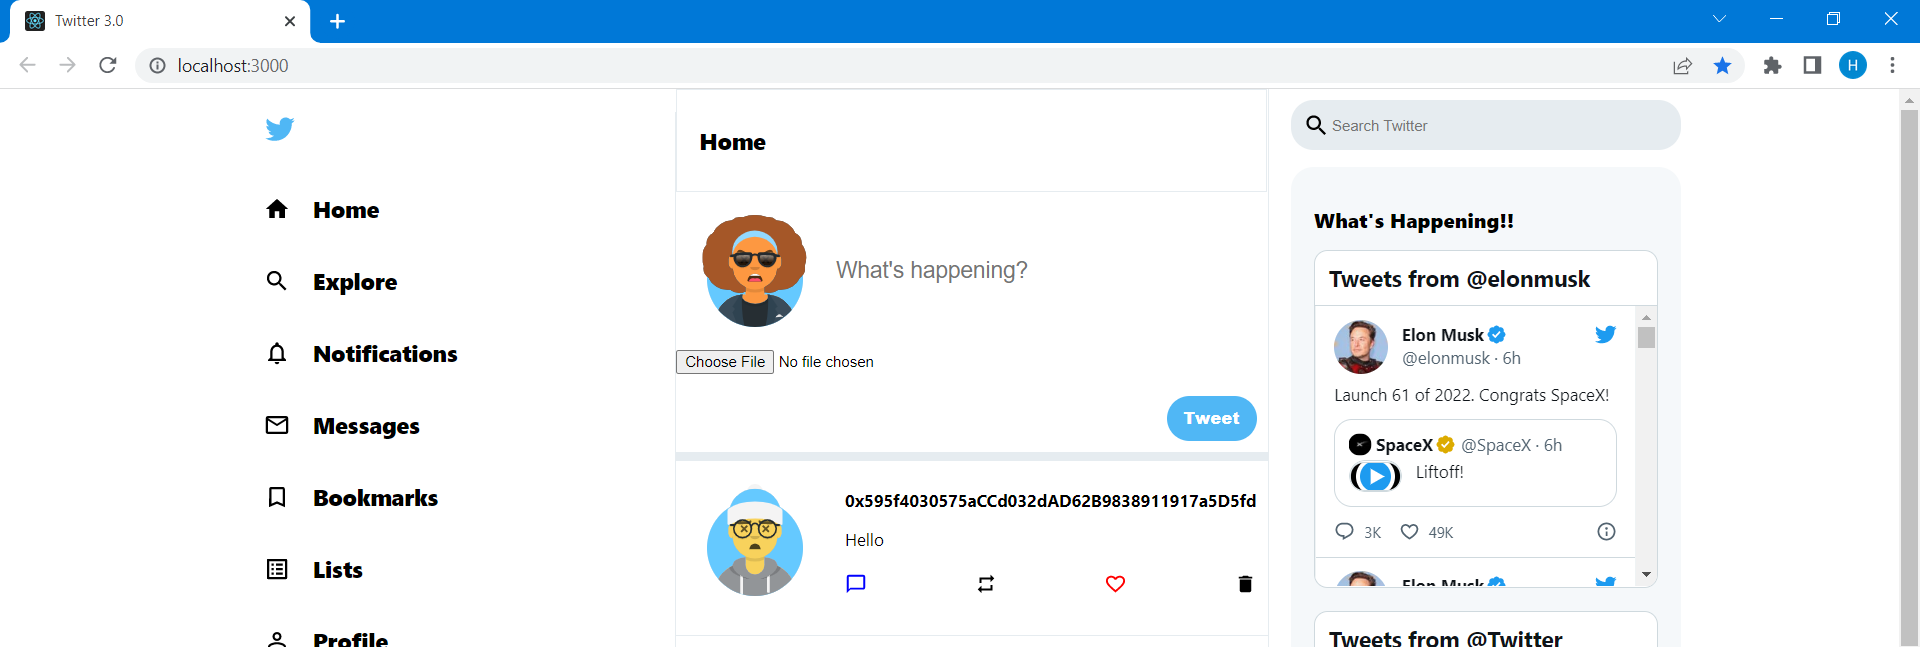 Twitter 3.0
localhost:3000
H
Home
Explore
Notifications
Messages
Bookmarks
Lists
Profile
Home
What's happening?
Choose File No file chosen
Tweet
0x595f4030575aCCd032dAD62B9838911917a5D5fd
Hello
Search Twitter
What's Happening!!
Tweets from @elonmusk
Elon Musk
@elonmusk · 6h
Launch 61 of 2022. Congrats SpaceX!
SpaceX @SpaceX · 6h
Liftoff!
3K 49K
Elon Musk
Tweets from @Twitter